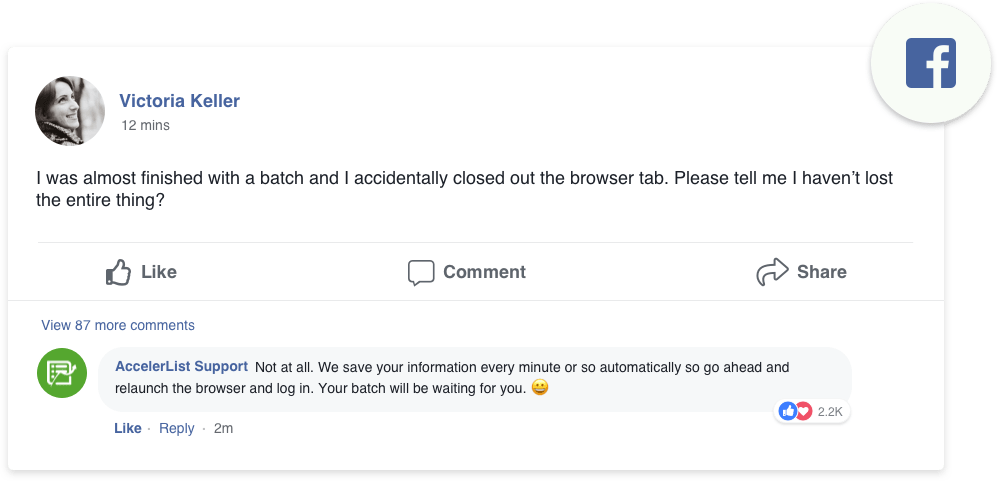 Victoria Keller
12 mins
I was almost finished with a batch and I accidentally closed out the browser tab. Please tell me I haven’t lost
the entire thing?
Like Comment Share
View 87 more comments
AccelerList Support Not at all. We save your information every minute or so automatically so go ahead and
relaunch the browser and log in. Your batch will be waiting for you. 😀
2.2K
Like · Reply · 2m